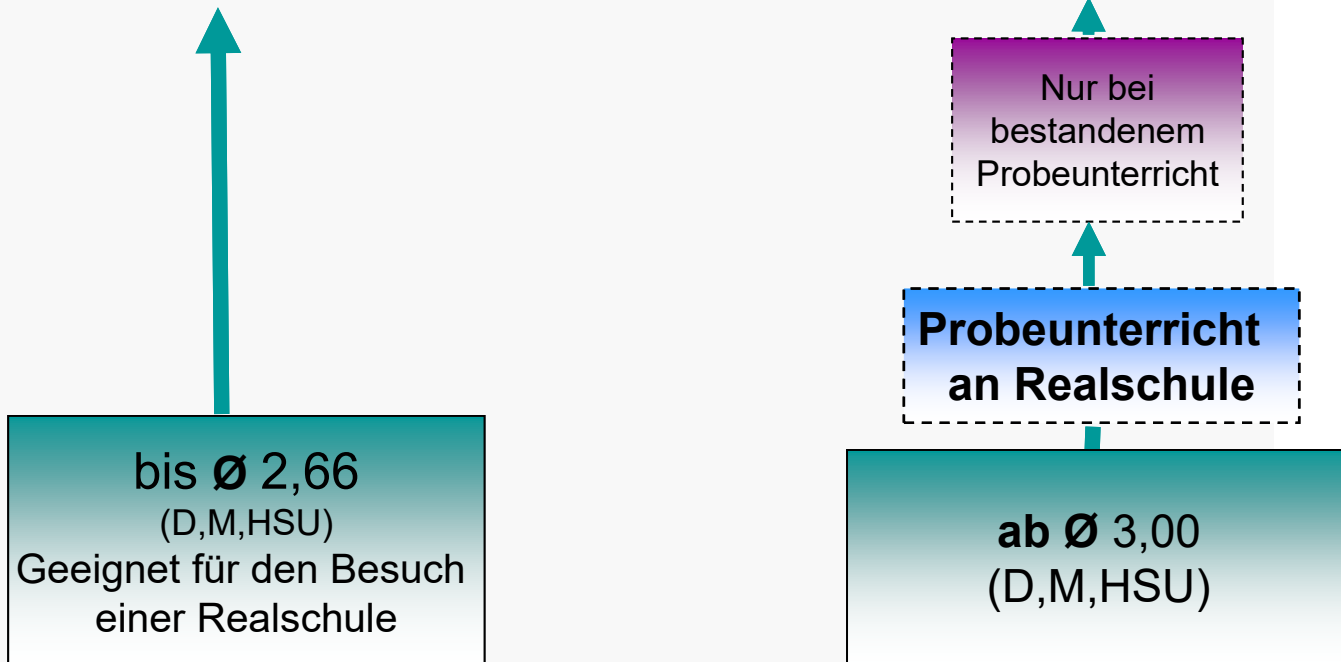 Nur bei
bestandenem
Probeunterricht
Probeunterricht
an Realschule
bis Ø 2,66
(D,M,HSU)
Geeignet für den Besuch
einer Realschule
ab Ø 3,00
(D,M,HSU)